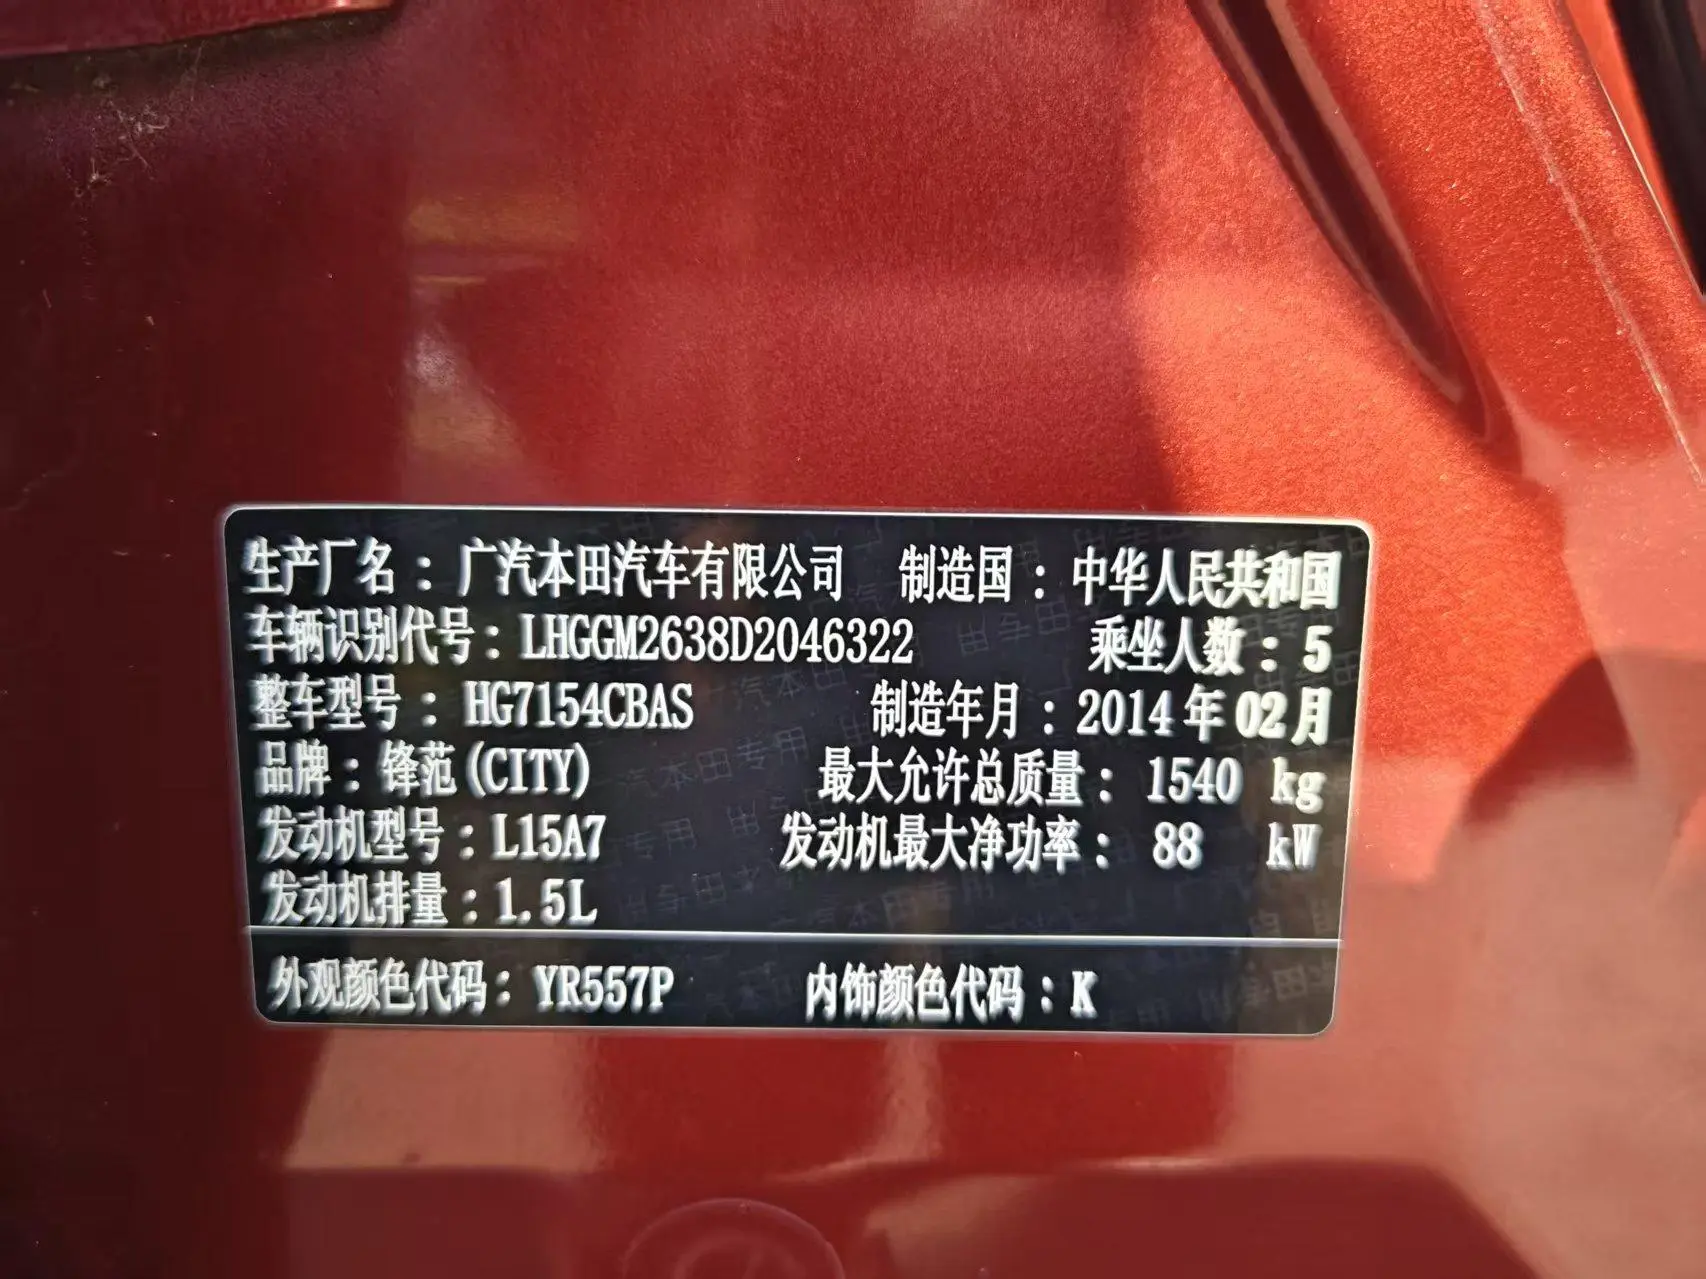 生产厂名：广汽本田汽车有限公司 制造国：中华人民共和国
车辆识别代号：LHGGM2638D2046322 乘坐人数：5
整车型号：HG7154CBAS 制造年月：2014年02月
品牌：锋范(CITY) 最大允许总质量：1540 kg
发动机型号：L15A7 发动机最大净功率：88 kW
发动机排量：1.5L
外观颜色代码：YR557P 内饰颜色代码：K